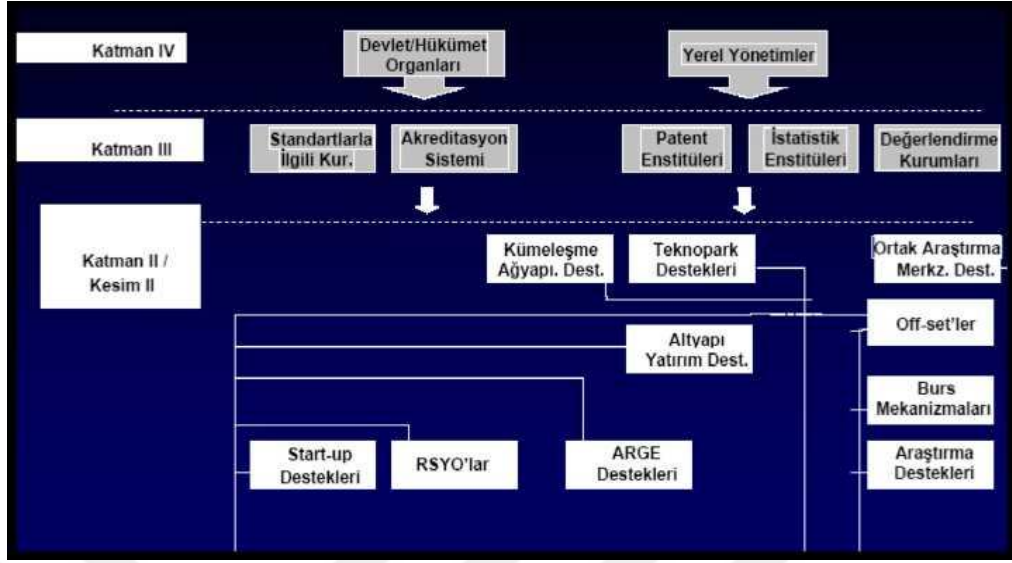 Katman IV
Devlet/Hükümet
Organları
Yerel Yönetimler
Katman III
Standartlarla
İlgili Kur.
Akreditasyon
Sistemi
Patent
Enstitüleri
İstatistik
Enstitüleri
Değerlendirme
Kurumları
Katman II /
Kesim II
Kümeleşme
Ağyapı. Dest.
Teknopark
Destekleri
Ortak Araştırma
Merkz. Dest.
Off-set'ler
Altyapı
Yatırım Dest.
Burs
Mekanizmaları
Start-up
Destekleri
RSYO'lar
ARGE
Destekleri
Araştırma
Destekleri